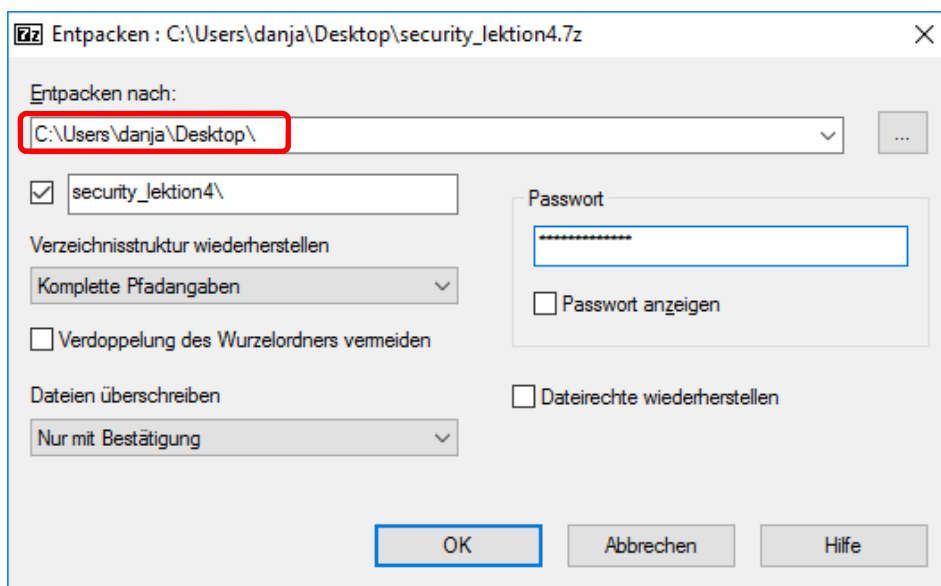 7z Entpacken : C:\Users\danja\Desktop\security_lektion4.7z
Entpacken nach:
C:\Users\danja\Desktop\
...
security_lektion4\
Passwort
*************
Verzeichnisstruktur wiederherstellen
Komplette Pfadangaben
Passwort anzeigen
Verdoppelung des Wurzelordners vermeiden
Dateien überschreiben
Dateirechte wiederherstellen
Nur mit Bestätigung
OK
Abbrechen
Hilfe